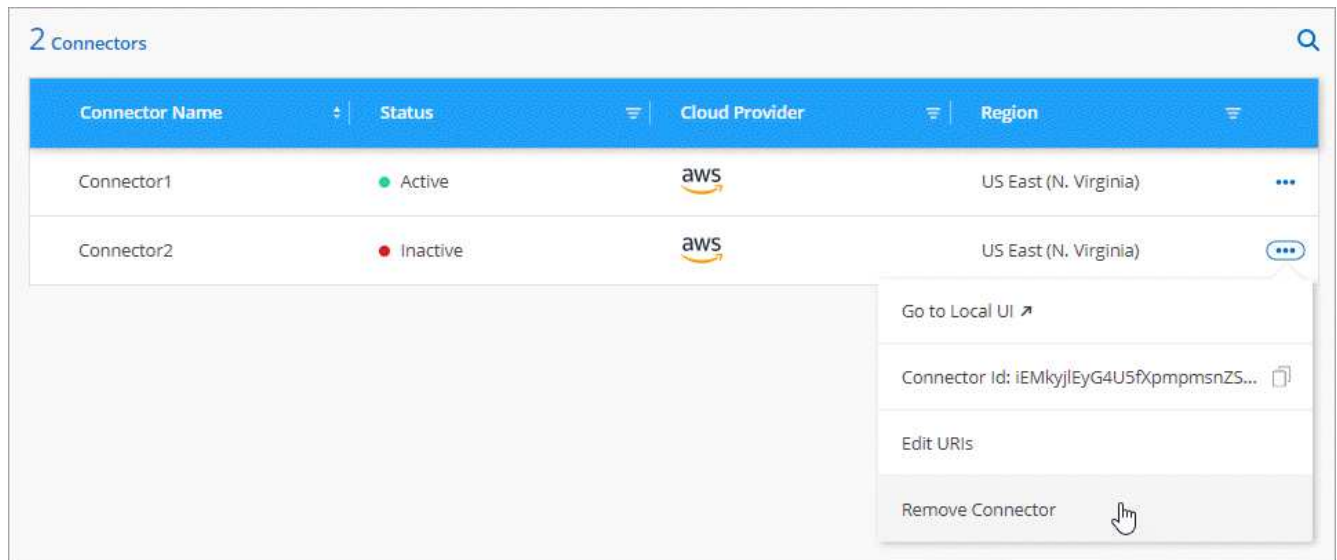 2 Connectors
Connector Name Status Cloud Provider Region
Connector1 Active aws US East (N. Virginia)
Connector2 Inactive aws US East (N. Virginia)
Go to Local UI
Connector Id: iEMkyjlEyG4U5fXpmpmsnZS...
Edit URIs
Remove Connector